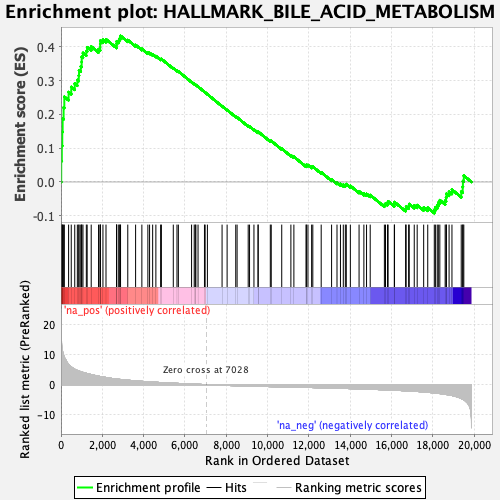 Enrichment plot: HALLMARK_BILE_ACID_METABOLISM
Enrichment score (ES)
0.4
0.3
0.2
0.1
0.0
-0.1
'na_pos' (positively correlated)
Ranked list metric (PreRanked)
20
10
0
-10
Zero cross at 7028
'na_neg' (negatively correlated)
0 2,000 4,000 6,000 8,000 10,000 12,000 14,000 16,000 18,000 20,000
Rank in Ordered Dataset
Enrichment profile Hits Ranking metric scores